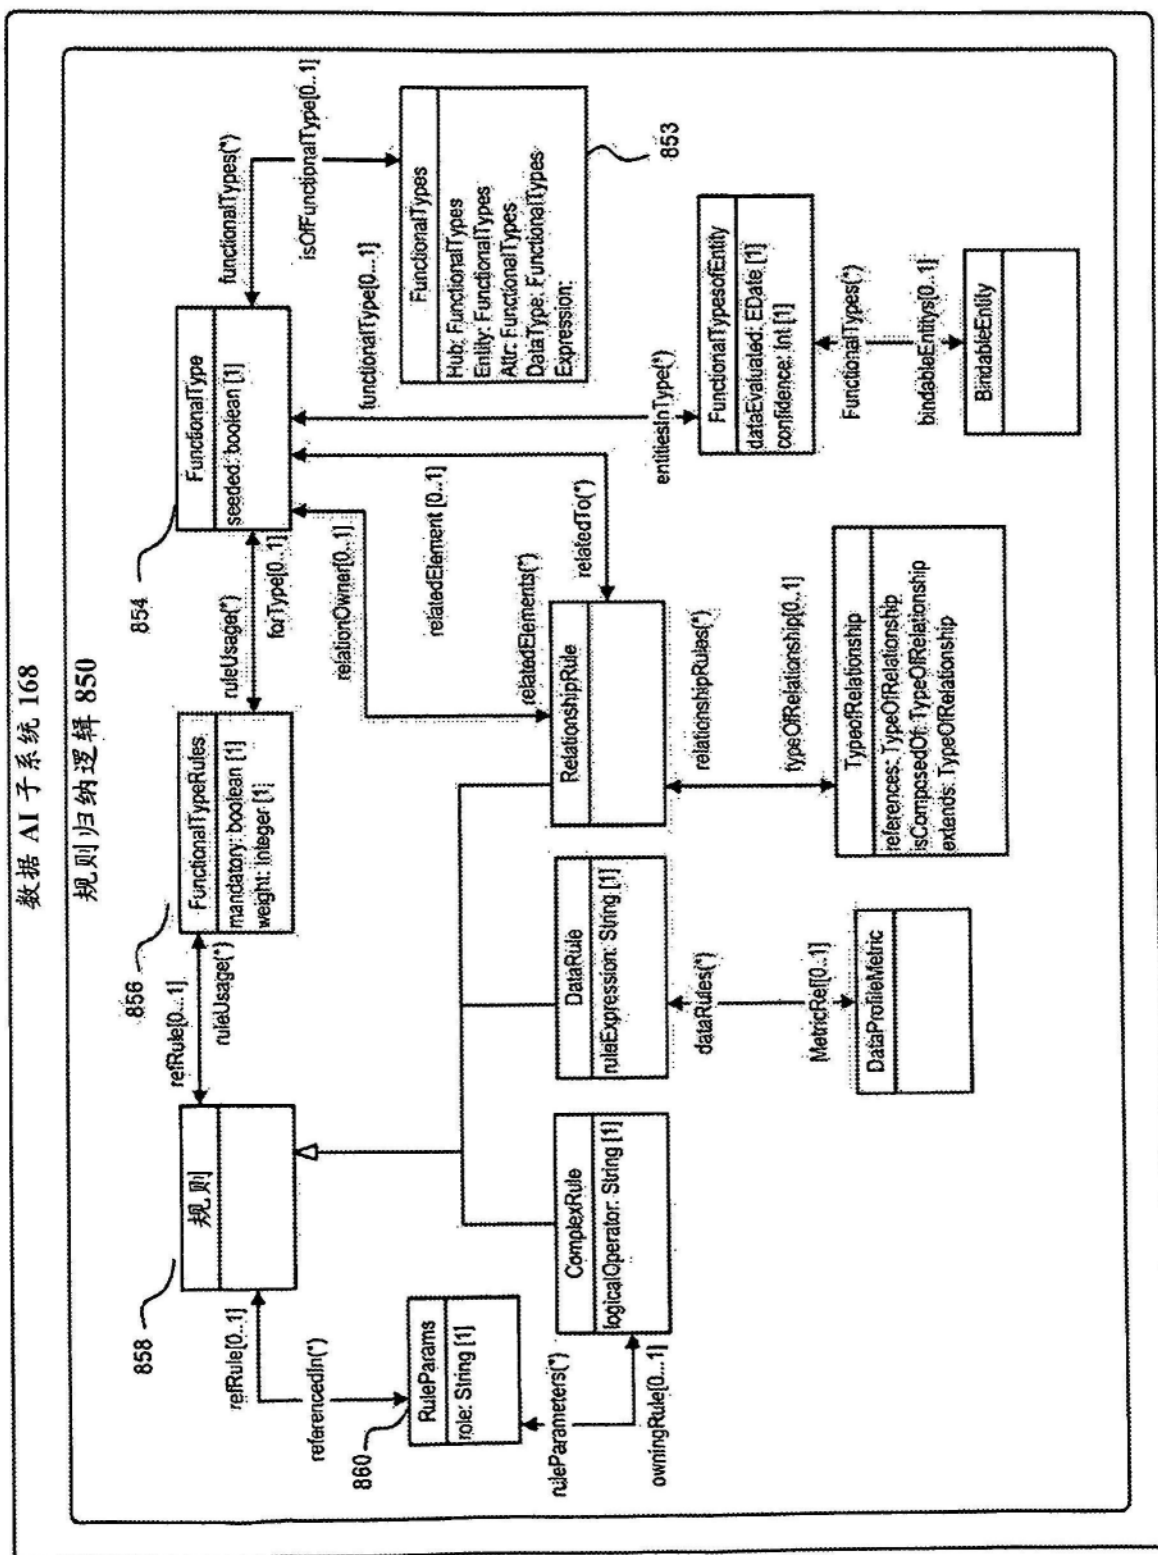 数据 AI 子系统 168
规则归纳逻辑 850
858
规则
refRule[0..1]
ruleUsage(*)
856
FunctionalTypeRules
mandatory: boolean [1]
weight: Integer [1]
ruleUsage(*)
forType[0..1]
854
FunctionalType
seeded: boolean [1]
functionalTypes(*)
isOfFunctionalType[0..1]
refRule[0..1]
referencedIn(*)
relationOwner[0..1]
relatedElement [0..1]
functionalType[0...1]
860
RuleParams
role: String [1]
FunctionalTypes
Hub: FunctionalTypes
Entity: FunctionalTypes
Attr: FunctionalTypes
DataType: FunctionalTypes
Expression:
853
ruleParameters(*)
owningRule[0...1]
relatedElements(*)
relatedTo(*)
entitiesInType(*)
ComplexRule
logicalOperator: String [1]
DataRule
ruleExpression: String [1]
RelationshipRule
FunctionalTypesofEntity
dataEvaluated: EDate [1]
confidence: Int [1]
dataRules(*)
MetricRef[0..1]
relationshipRules(*)
typeOfRelationship[0..1]
FunctionalTypes(*)
bindableEntitys[0..1]
DataProfileMetric
TypeofRelationship
references: TypeOfRelationship
isComposedOf: TypeOfRelationship
extends: TypeOfRelationship
BindableEntity